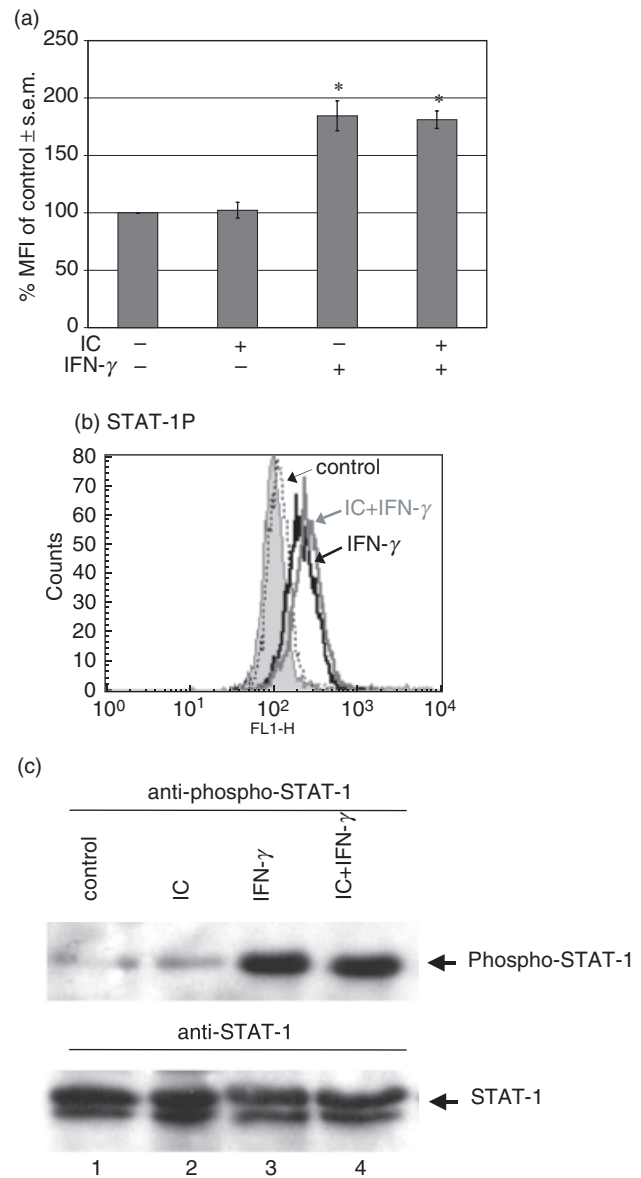 (a)
250
200
150
100
50
0
% MFI of control ± s.e.m.
*
*
IC − + − +
IFN-γ − − + +
(b) STAT-1P
80
70
60
50
40
30
20
10
0
Counts
control
IC+IFN-γ
IFN-γ
10⁰ 10¹ 10² 10³ 10⁴
FL1-H
(c)
anti-phospho-STAT-1
control
IC
IFN-γ
IC+IFN-γ
Phospho-STAT-1
anti-STAT-1
STAT-1
1 2 3 4